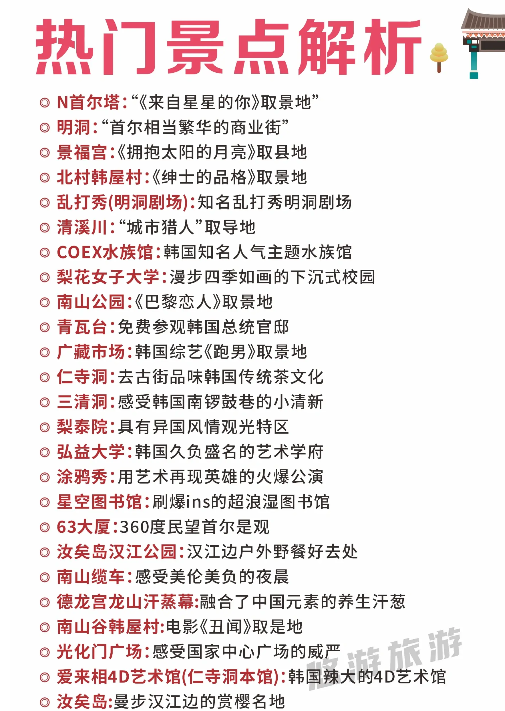 热门景点解析
N首尔塔:“《来自星星的你》取景地”
明洞:“首尔相当繁华的商业街”
景福宫:《拥抱太阳的月亮》取县地
北村韩屋村:《绅士的品格》取景地
乱打秀(明洞剧场):知名乱打秀明洞剧场
清溪川:“城市猎人”取导地
COEX水族馆:韩国知名人气主题水族馆
梨花女子大学:漫步四季如画的下沉式校园
南山公园:《巴黎恋人》取景地
青瓦台:免费参观韩国总统官邸
广藏市场:韩国综艺《跑男》取景地
仁寺洞:去古街品味韩国传统茶文化
三清洞:感受韩国南锣鼓巷的小清新
梨泰院:具有异国风情观光特区
弘益大学:韩国久负盛名的艺术学府
涂鸦秀:用艺术再现英雄的火爆公演
星空图书馆:刷爆ins的超浪湿图书馆
63大厦:360度民望首尔是观
汝矣岛汉江公园:汉江边户外野餐好去处
南山缆车:感受美伦美负的夜晨
德龙宫龙山汗蒸幕:融合了中国元素的养生汗葱
南山谷韩屋村:电影《丑闻》取是地
光化门广场:感受国家中心广场的威严
爱来相4D艺术馆(仁寺洞本馆):韩国辣大的4D艺术馆
汝矣岛:曼步汉江边的赏樱名地
悠游旅游